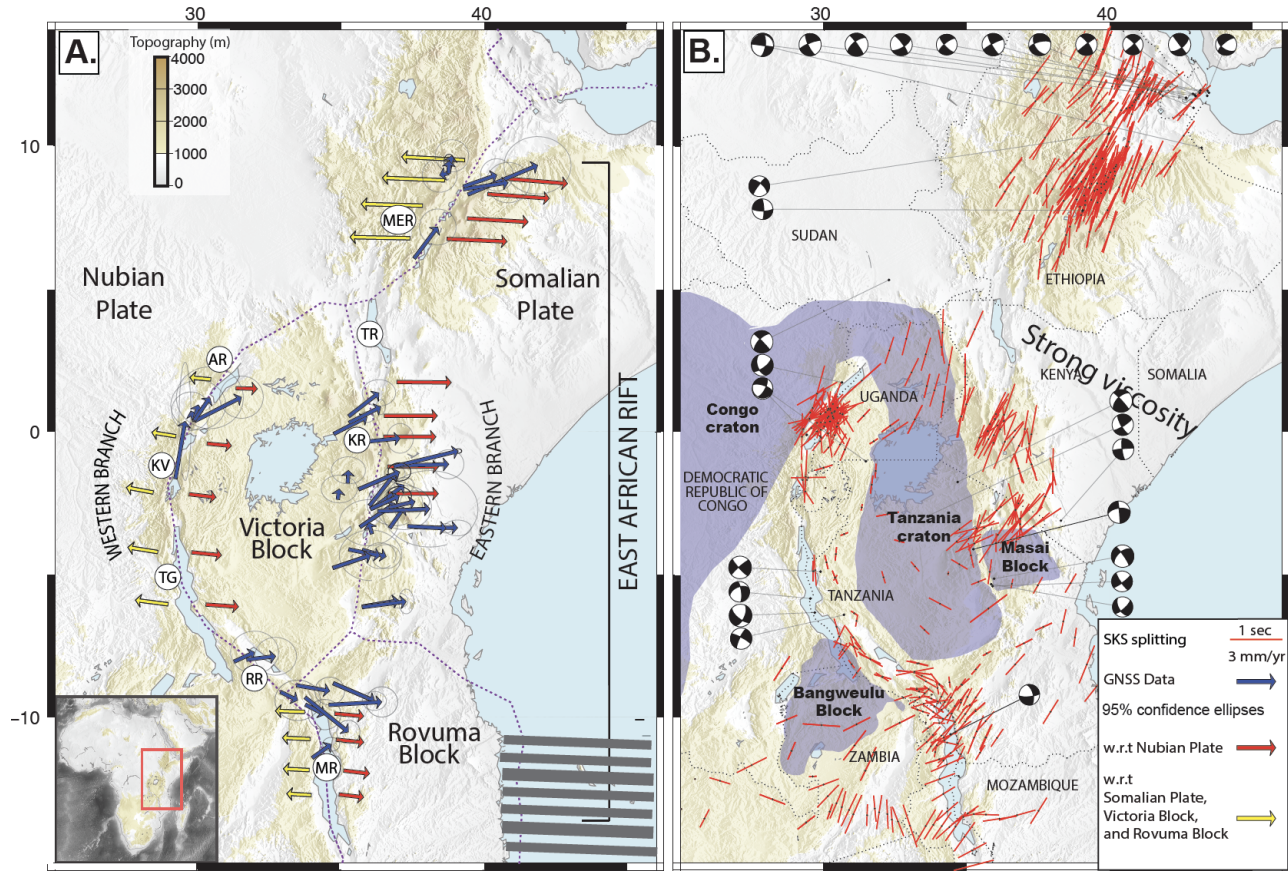 30
40
A.
Topography (m)
4000
3000
2000
1000
0
10
0
−10
MER
Nubian
Plate
Somalian
Plate
TR
AR
WESTERN BRANCH
KV
KR
EASTERN BRANCH
Victoria
Block
TG
EAST AFRICAN RIFT
RR
Rovuma
Block
MR
30
40
B.
SUDAN
ETHIOPIA
Strong viscosity
KENYA
SOMALIA
UGANDA
Congo
craton
DEMOCRATIC
REPUBLIC OF
CONGO
Tanzania
craton
Masai
Block
TANZANIA
Bangweulu
Block
ZAMBIA
MOZAMBIQUE
SKS splitting
1 sec
3 mm/yr
GNSS Data
95% confidence ellipses
w.r.t Nubian Plate
w.r.t
Somalian Plate,
Victoria Block,
and Rovuma Block